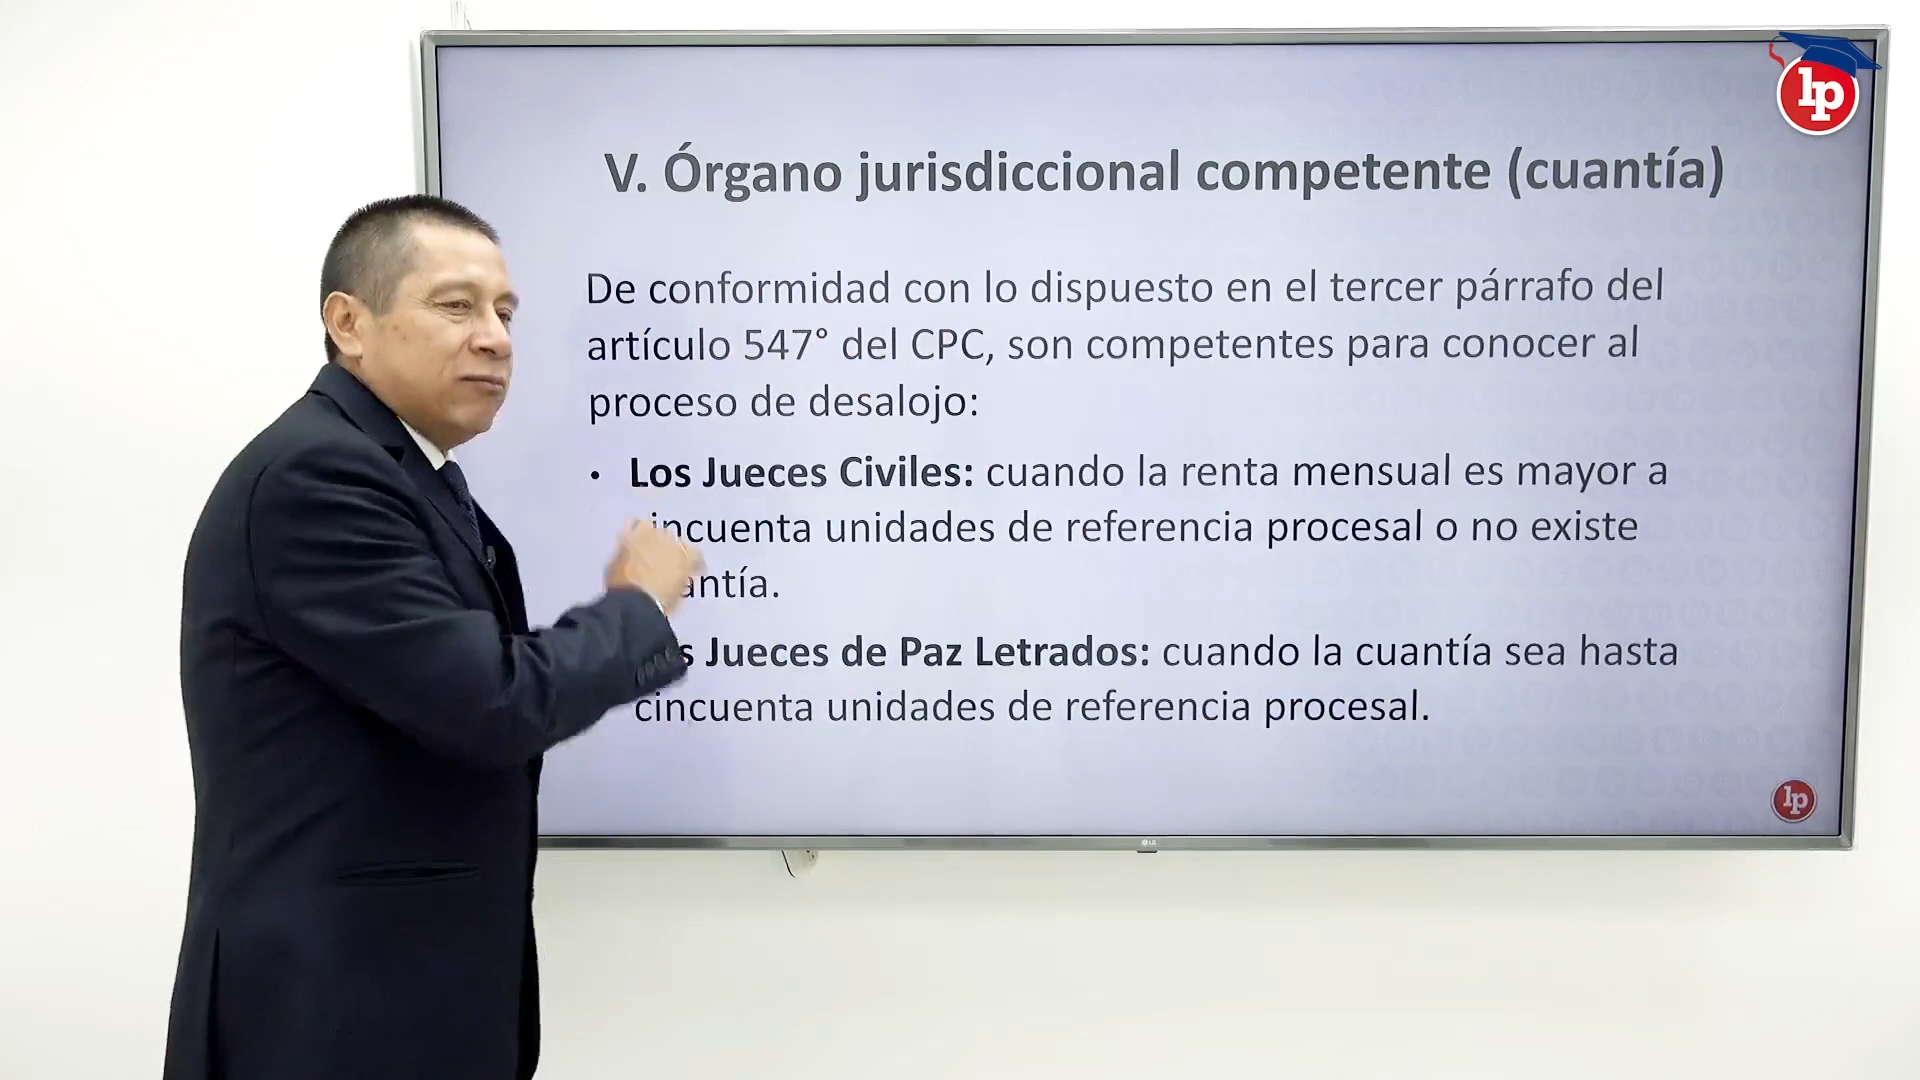 lp
V. Órgano jurisdiccional competente (cuantía)
De conformidad con lo dispuesto en el tercer párrafo del
artículo 547° del CPC, son competentes para conocer al
proceso de desalojo:
• Los Jueces Civiles: cuando la renta mensual es mayor a
incuenta unidades de referencia procesal o no existe
antía.
s Jueces de Paz Letrados: cuando la cuantía sea hasta
cincuenta unidades de referencia procesal.
lp
LG